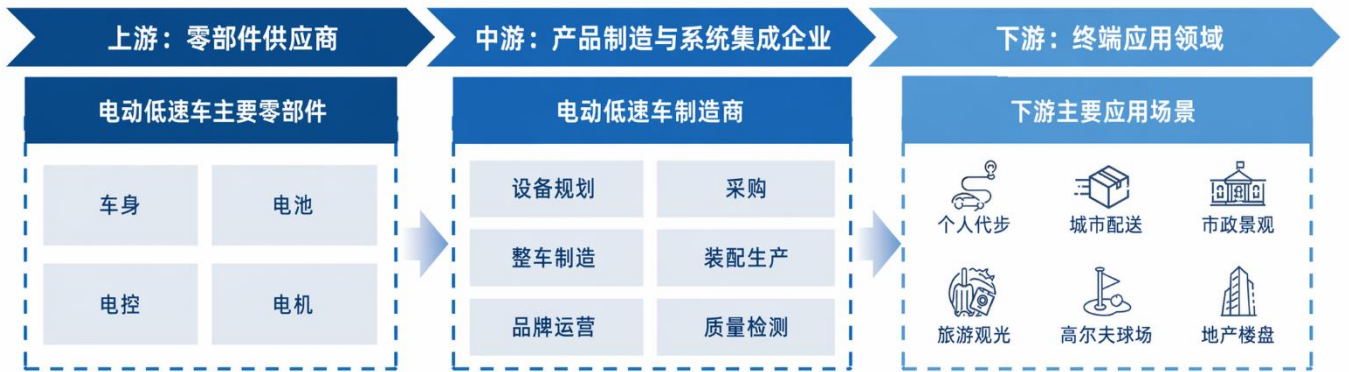 上游：零部件供应商
中游：产品制造与系统集成企业
下游：终端应用领域
电动低速车主要零部件
电动低速车制造商
下游主要应用场景
车身
电池
电控
电机
设备规划
采购
整车制造
装配生产
品牌运营
质量检测
个人代步
城市配送
市政景观
旅游观光
高尔夫球场
地产楼盘